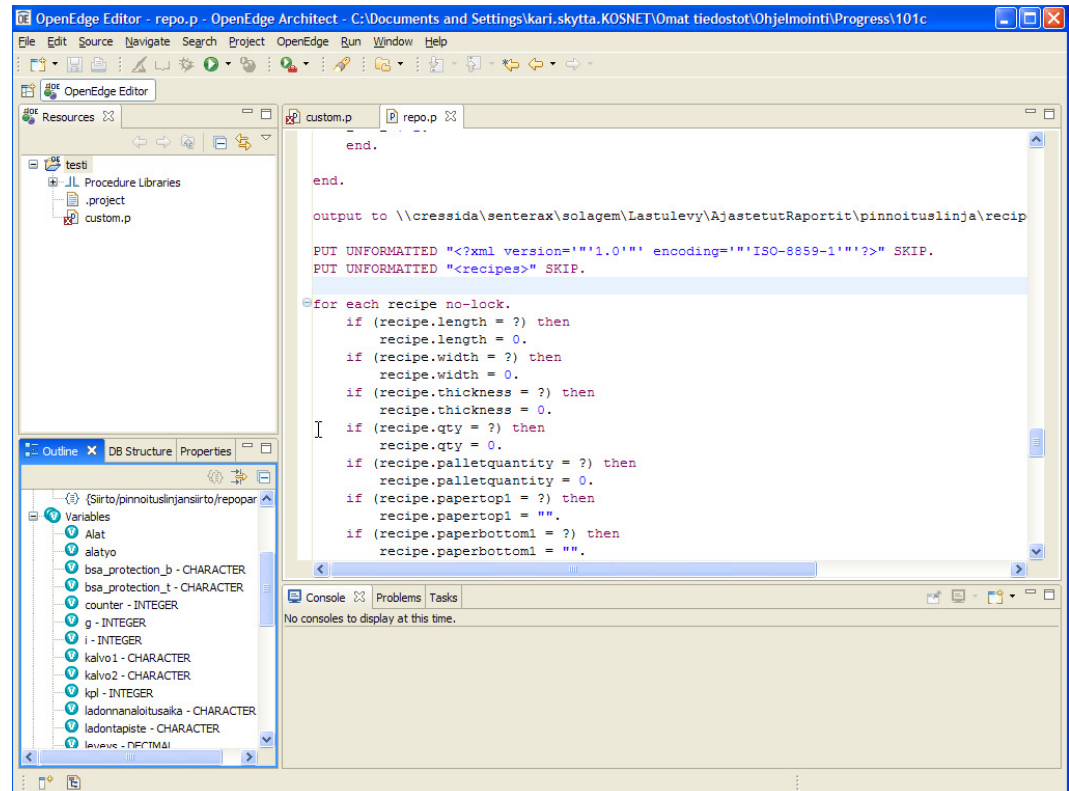 OpenEdge Editor - repo.p - OpenEdge Architect - C:\Documents and Settings\kari.skytta.KOSNET\Omat tiedostot\Ohjelmointi\Progress\101c
File Edit Source Navigate Search Project OpenEdge Run Window Help
OpenEdge Editor
Resources
testi
Procedure Libraries
.project
custom.p
custom.p repo.p
end.
end.
output to \\cressida\senterax\solagem\Lastulevy\AjastetutRaportit\pinnoituslinja\recip
PUT UNFORMATTED "<?xml version='"'1.0'"' encoding='"'ISO-8859-1'"'?>" SKIP.
PUT UNFORMATTED "<recipes>" SKIP.
for each recipe no-lock.
if (recipe.length = ?) then
recipe.length = 0.
if (recipe.width = ?) then
recipe.width = 0.
if (recipe.thickness = ?) then
recipe.thickness = 0.
if (recipe.qty = ?) then
recipe.qty = 0.
if (recipe.palletquantity = ?) then
recipe.palletquantity = 0.
if (recipe.papertop1 = ?) then
recipe.papertop1 = "".
if (recipe.paperbottom1 = ?) then
recipe.paperbottom1 = "".
Outline DB Structure Properties
{Siirto/pinnoituslinjansiirto/repopar
Variables
Alat
alatyo
bsa_protection_b - CHARACTER
bsa_protection_t - CHARACTER
counter - INTEGER
g - INTEGER
i - INTEGER
kalvo1 - CHARACTER
kalvo2 - CHARACTER
kpl - INTEGER
ladonnanaloitusaika - CHARACTER
ladontapiste - CHARACTER
leveys - DECIMAL
Console Problems Tasks
No consoles to display at this time.